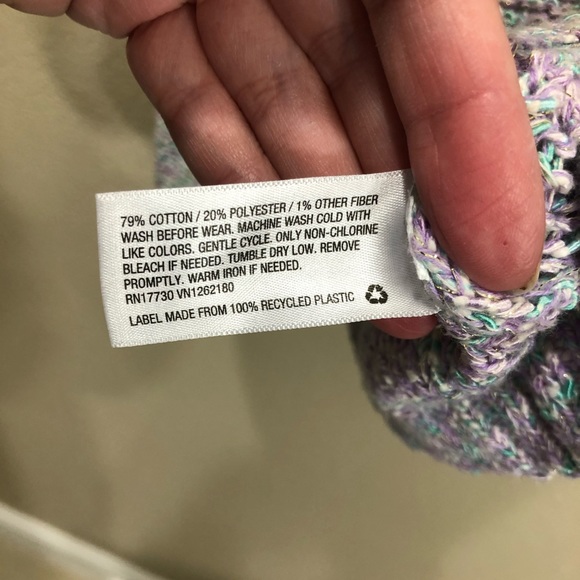 79% COTTON / 20% POLYESTER / 1% OTHER FIBER
WASH BEFORE WEAR. MACHINE WASH COLD WITH
LIKE COLORS. GENTLE CYCLE. ONLY NON-CHLORINE
BLEACH IF NEEDED. TUMBLE DRY LOW. REMOVE
PROMPTLY. WARM IRON IF NEEDED.
RN17730 VN1262180
LABEL MADE FROM 100% RECYCLED PLASTIC